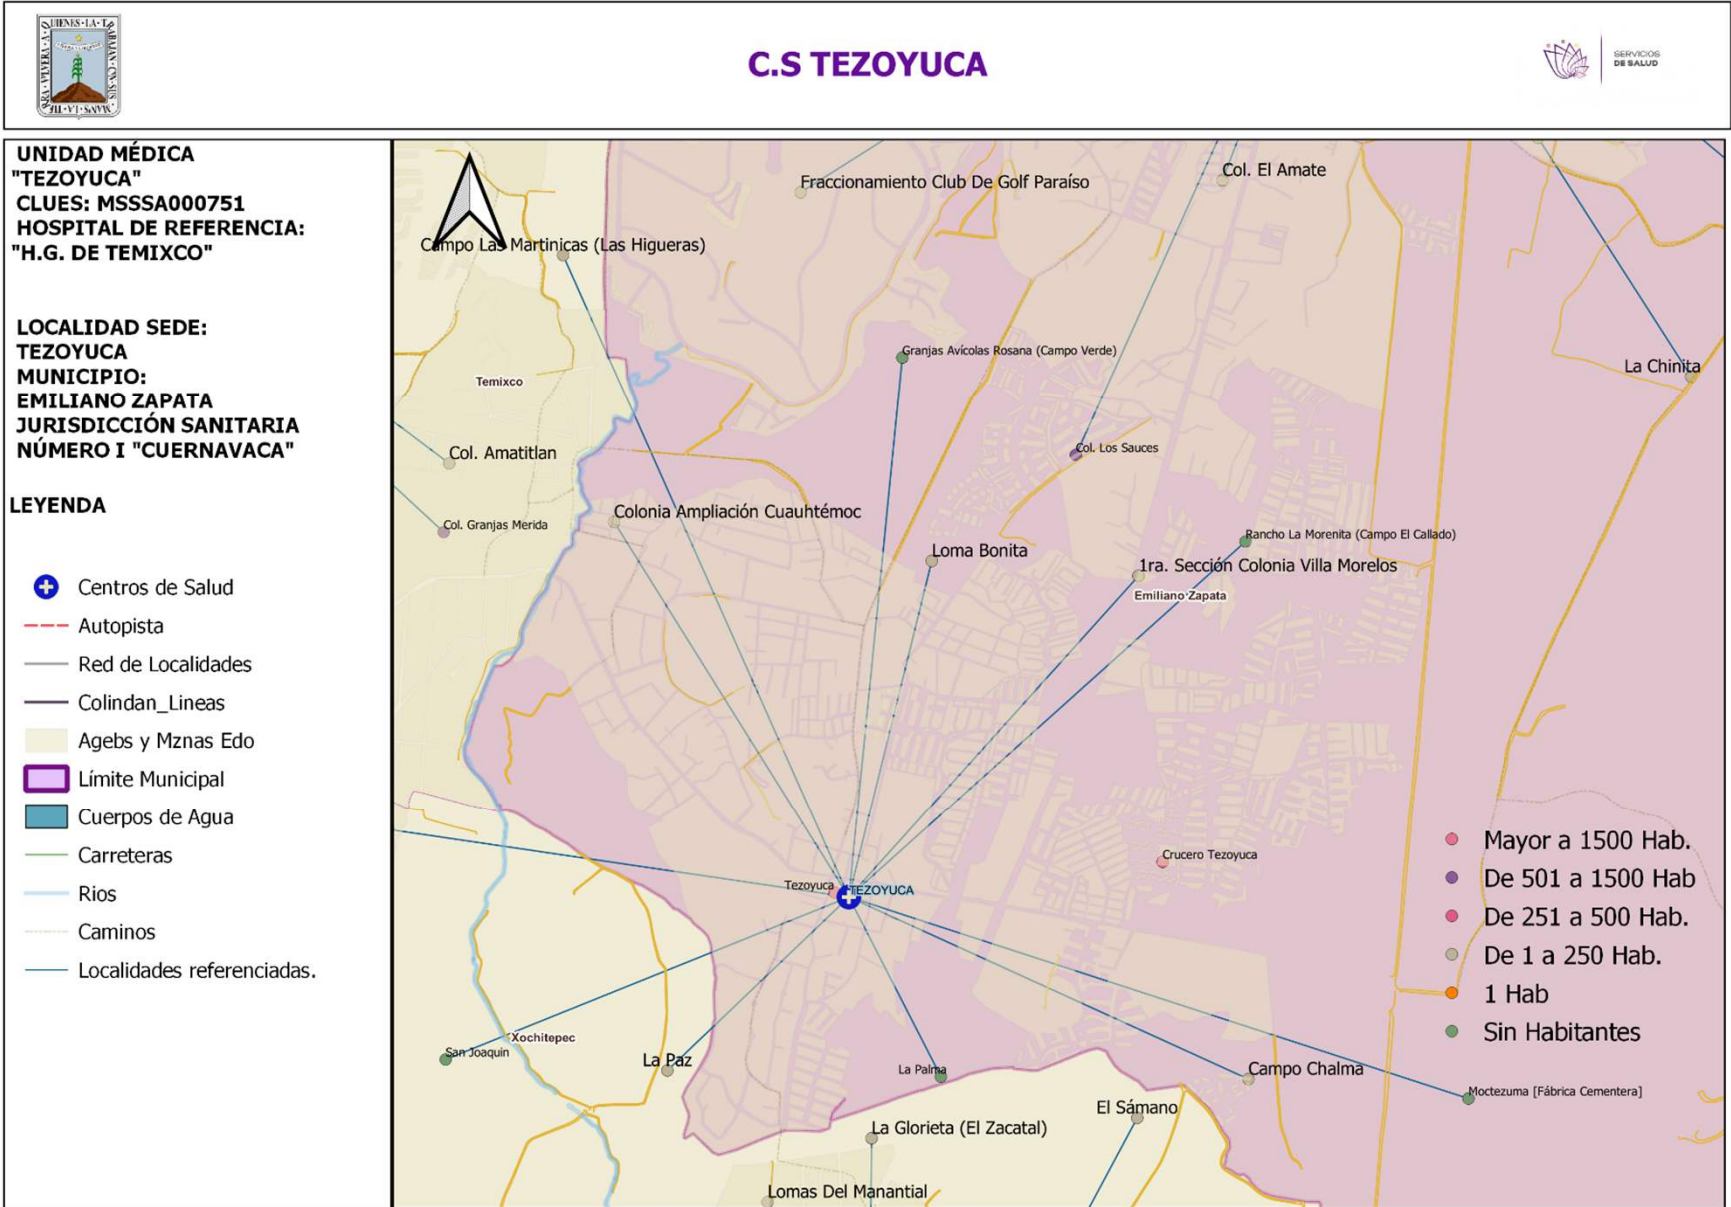 C.S TEZOYUCA
SERVICIOS
DE SALUD
UNIDAD MÉDICA
"TEZOYUCA"
CLUES: MSSSA000751
HOSPITAL DE REFERENCIA:
"H.G. DE TEMIXCO"
LOCALIDAD SEDE:
TEZOYUCA
MUNICIPIO:
EMILIANO ZAPATA
JURISDICCIÓN SANITARIA
NÚMERO I "CUERNAVACA"
LEYENDA
Centros de Salud
Autopista
Red de Localidades
Colindan_Lineas
Agebs y Mznas Edo
Límite Municipal
Cuerpos de Agua
Carreteras
Rios
Caminos
Localidades referenciadas.
Col. El Amate
Fraccionamiento Club De Golf Paraíso
Campo Las Martinicas (Las Higueras)
Granjas Avícolas Rosana (Campo Verde)
La Chinita
Temixco
Col. Amatitlan
Col. Los Sauces
Colonia Ampliación Cuauhtémoc
Col. Granjas Merida
Rancho La Morenita (Campo El Callado)
Loma Bonita
1ra. Sección Colonia Villa Morelos
Emiliano Zapata
Crucero Tezoyuca
Tezoyuca
TEZOYUCA
Xochitepec
San Joaquin
La Paz
La Palma
Campo Chalma
Moctezuma [Fábrica Cementera]
El Sámano
La Glorieta (El Zacatal)
Lomas Del Manantial
Mayor a 1500 Hab.
De 501 a 1500 Hab
De 251 a 500 Hab.
De 1 a 250 Hab.
1 Hab
Sin Habitantes